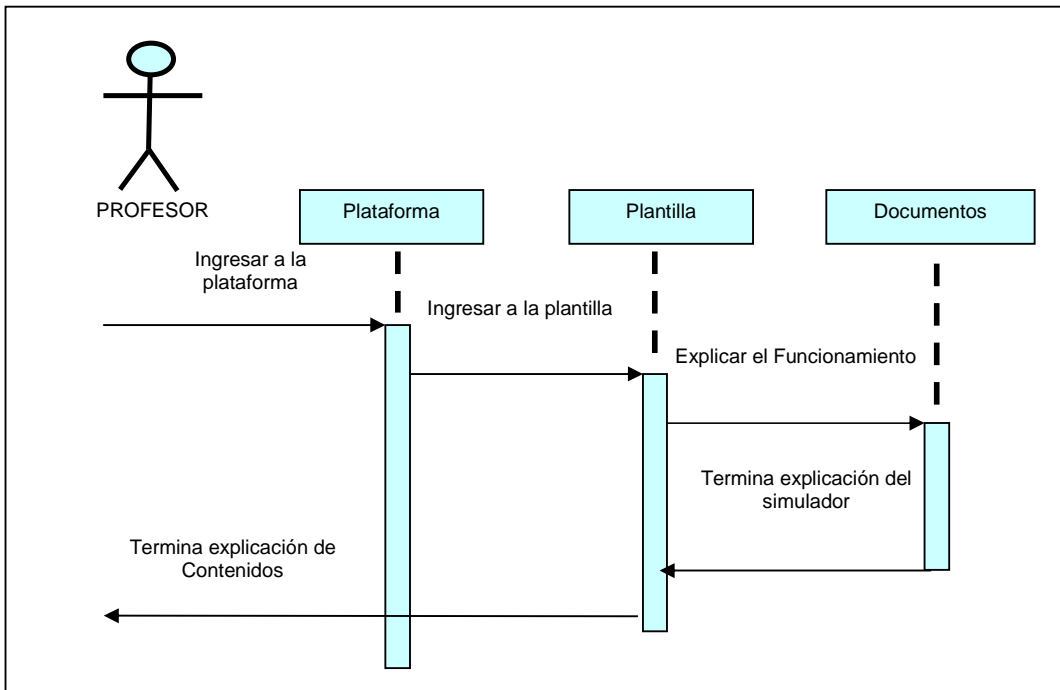 PROFESOR
Plataforma
Plantilla
Documentos
Ingresar a la
plataforma
Ingresar a la plantilla
Explicar el Funcionamiento
Termina explicación del
simulador
Termina explicación de
Contenidos